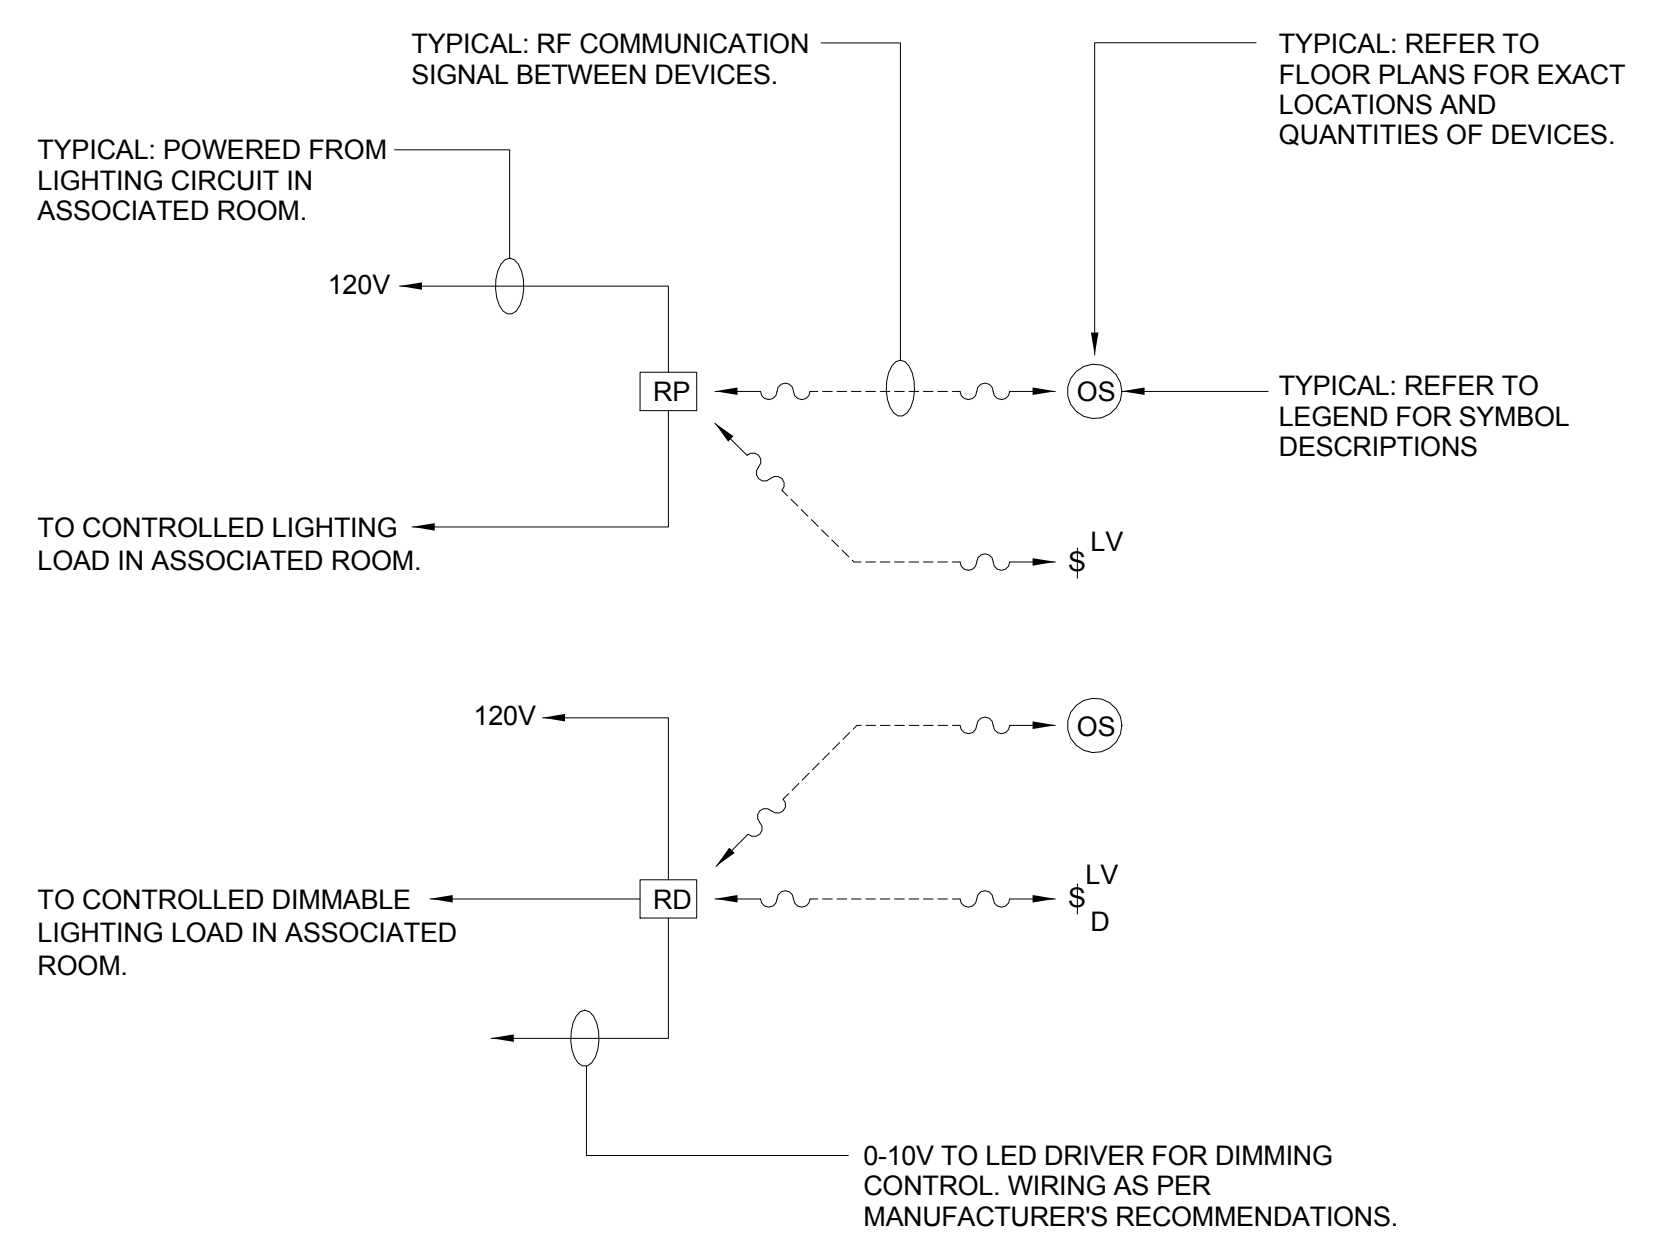 TYPICAL: RF COMMUNICATION
SIGNAL BETWEEN DEVICES.
TYPICAL: REFER TO
FLOOR PLANS FOR EXACT
LOCATIONS AND
QUANTITIES OF DEVICES.
TYPICAL: POWERED FROM
LIGHTING CIRCUIT IN
ASSOCIATED ROOM.
120V
RP
OS
TYPICAL: REFER TO
LEGEND FOR SYMBOL
DESCRIPTIONS
TO CONTROLLED LIGHTING
LOAD IN ASSOCIATED ROOM.
$ LV
120V
OS
TO CONTROLLED DIMMABLE
LIGHTING LOAD IN ASSOCIATED
ROOM.
RD
$ LV
D
0-10V TO LED DRIVER FOR DIMMING
CONTROL. WIRING AS PER
MANUFACTURER'S RECOMMENDATIONS.